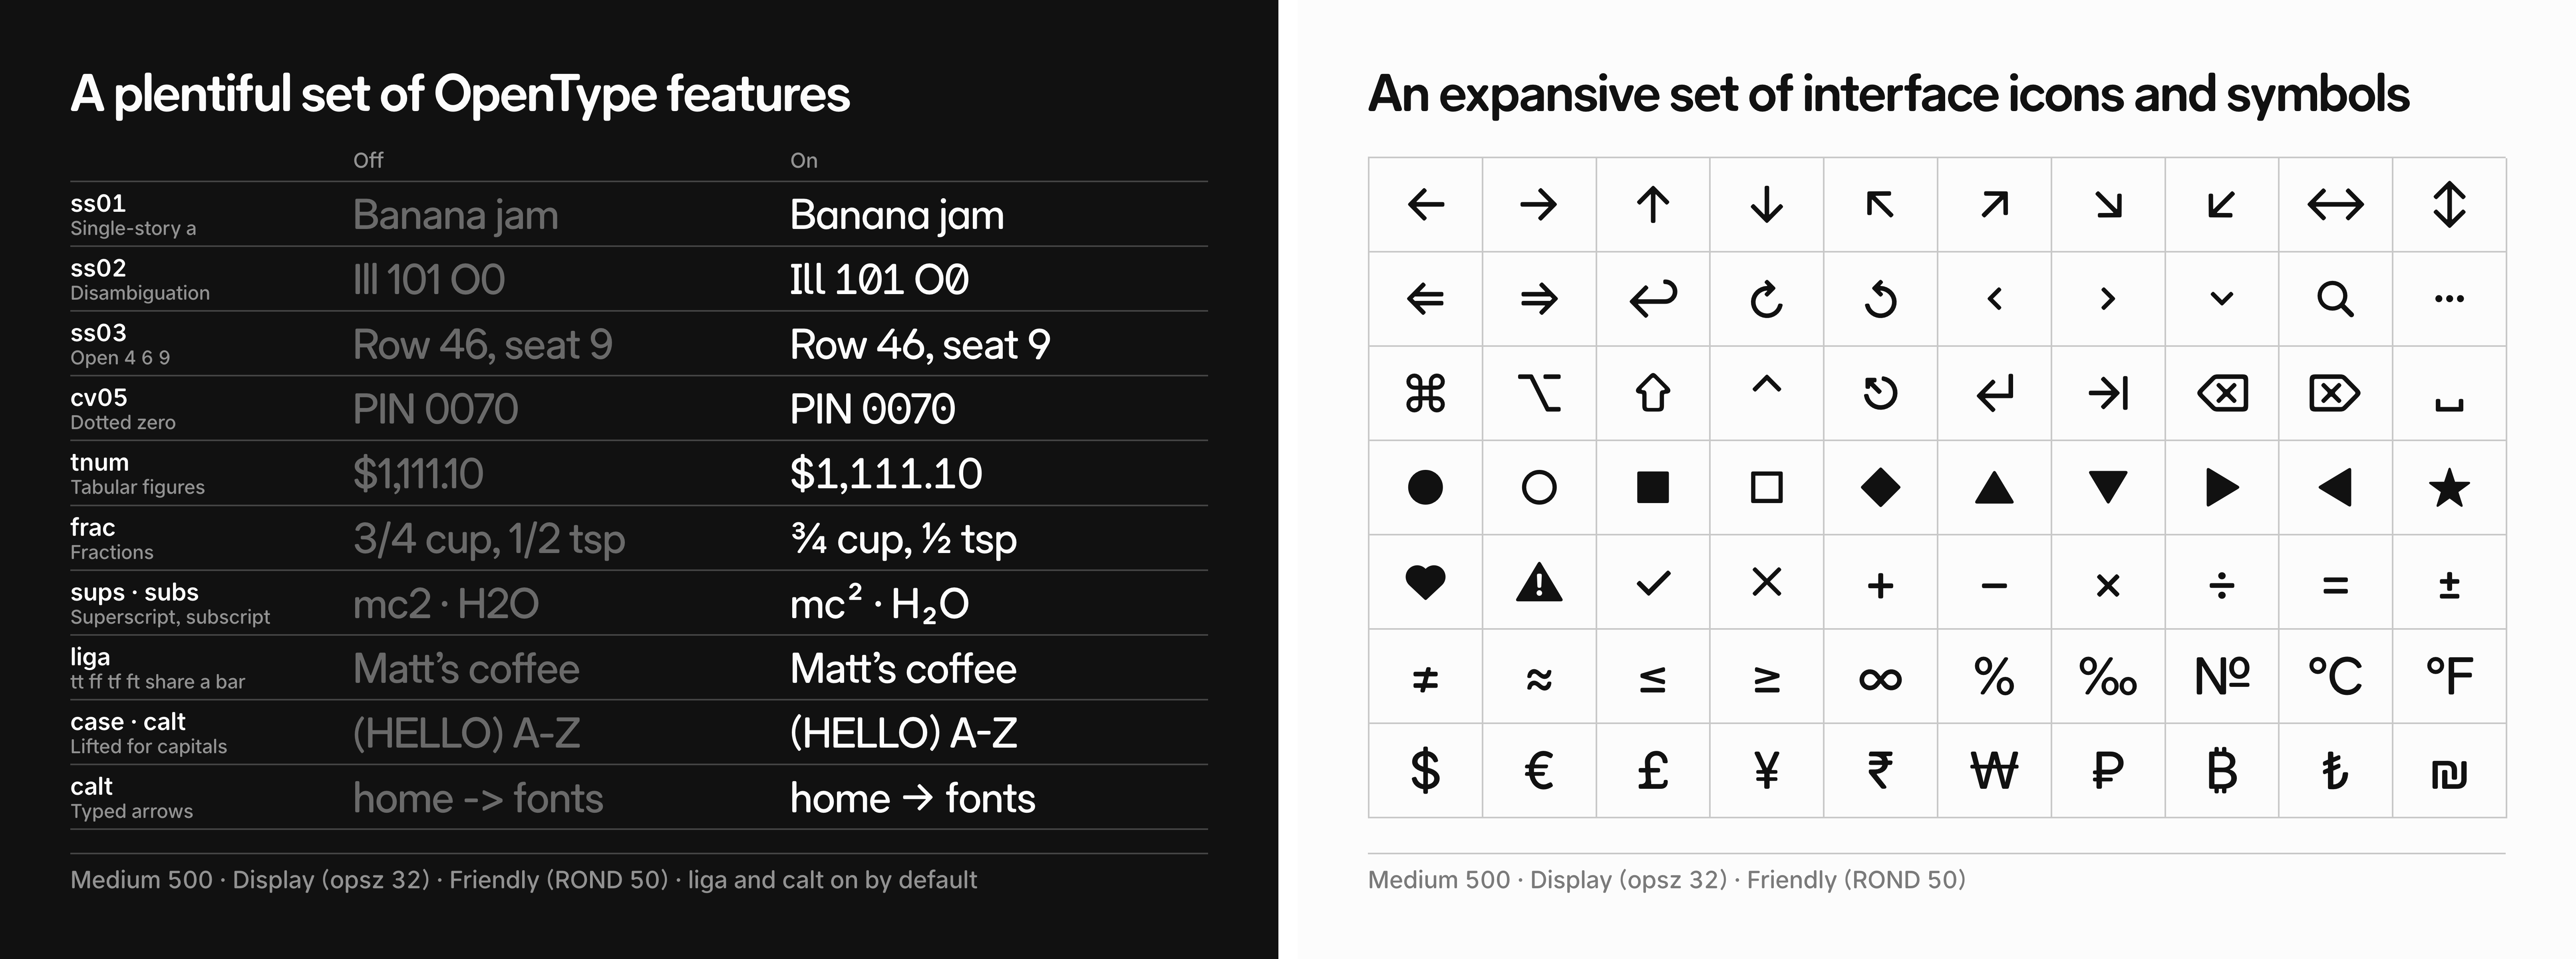 A plentiful set of OpenType features
Off On
ss01
Single-story a
Banana jam Banana jam
ss02
Disambiguation
Ill 101 O0 Ill 101 O0
ss03
Open 4 6 9
Row 46, seat 9 Row 46, seat 9
cv05
Dotted zero
PIN 0070 PIN 0070
tnum
Tabular figures
$1,111.10 $1,111.10
frac
Fractions
3/4 cup, 1/2 tsp ¾ cup, ½ tsp
sups · subs
Superscript, subscript
mc2 · H2O mc² · H₂O
liga
tt ff tf ft share a bar
Matt’s coffee Matt’s coffee
case · calt
Lifted for capitals
(HELLO) A-Z (HELLO) A-Z
calt
Typed arrows
home -> fonts home → fonts
Medium 500 · Display (opsz 32) · Friendly (ROND 50) · liga and calt on by default
An expansive set of interface icons and symbols
← → ↑ ↓ ↖ ↗ ↘ ↙ ↔ ↕
⇐ ⇒ ↩ ↻ ↺ ‹ › ⌄ ⌕ …
⌘ ⌥ ⇧ ⌃ ⎋ ↵ ⇥ ⌫ ⌦ ⎵
● ○ ■ □ ◆ ▲ ▼ ▶ ◀ ★
♥ ⚠ ✓ ✕ + − × ÷ = ±
≠ ≈ ≤ ≥ ∞ % ‰ № °C °F
$ € £ ¥ ₹ ₩ ₽ ₿ ₺ ₪
Medium 500 · Display (opsz 32) · Friendly (ROND 50)